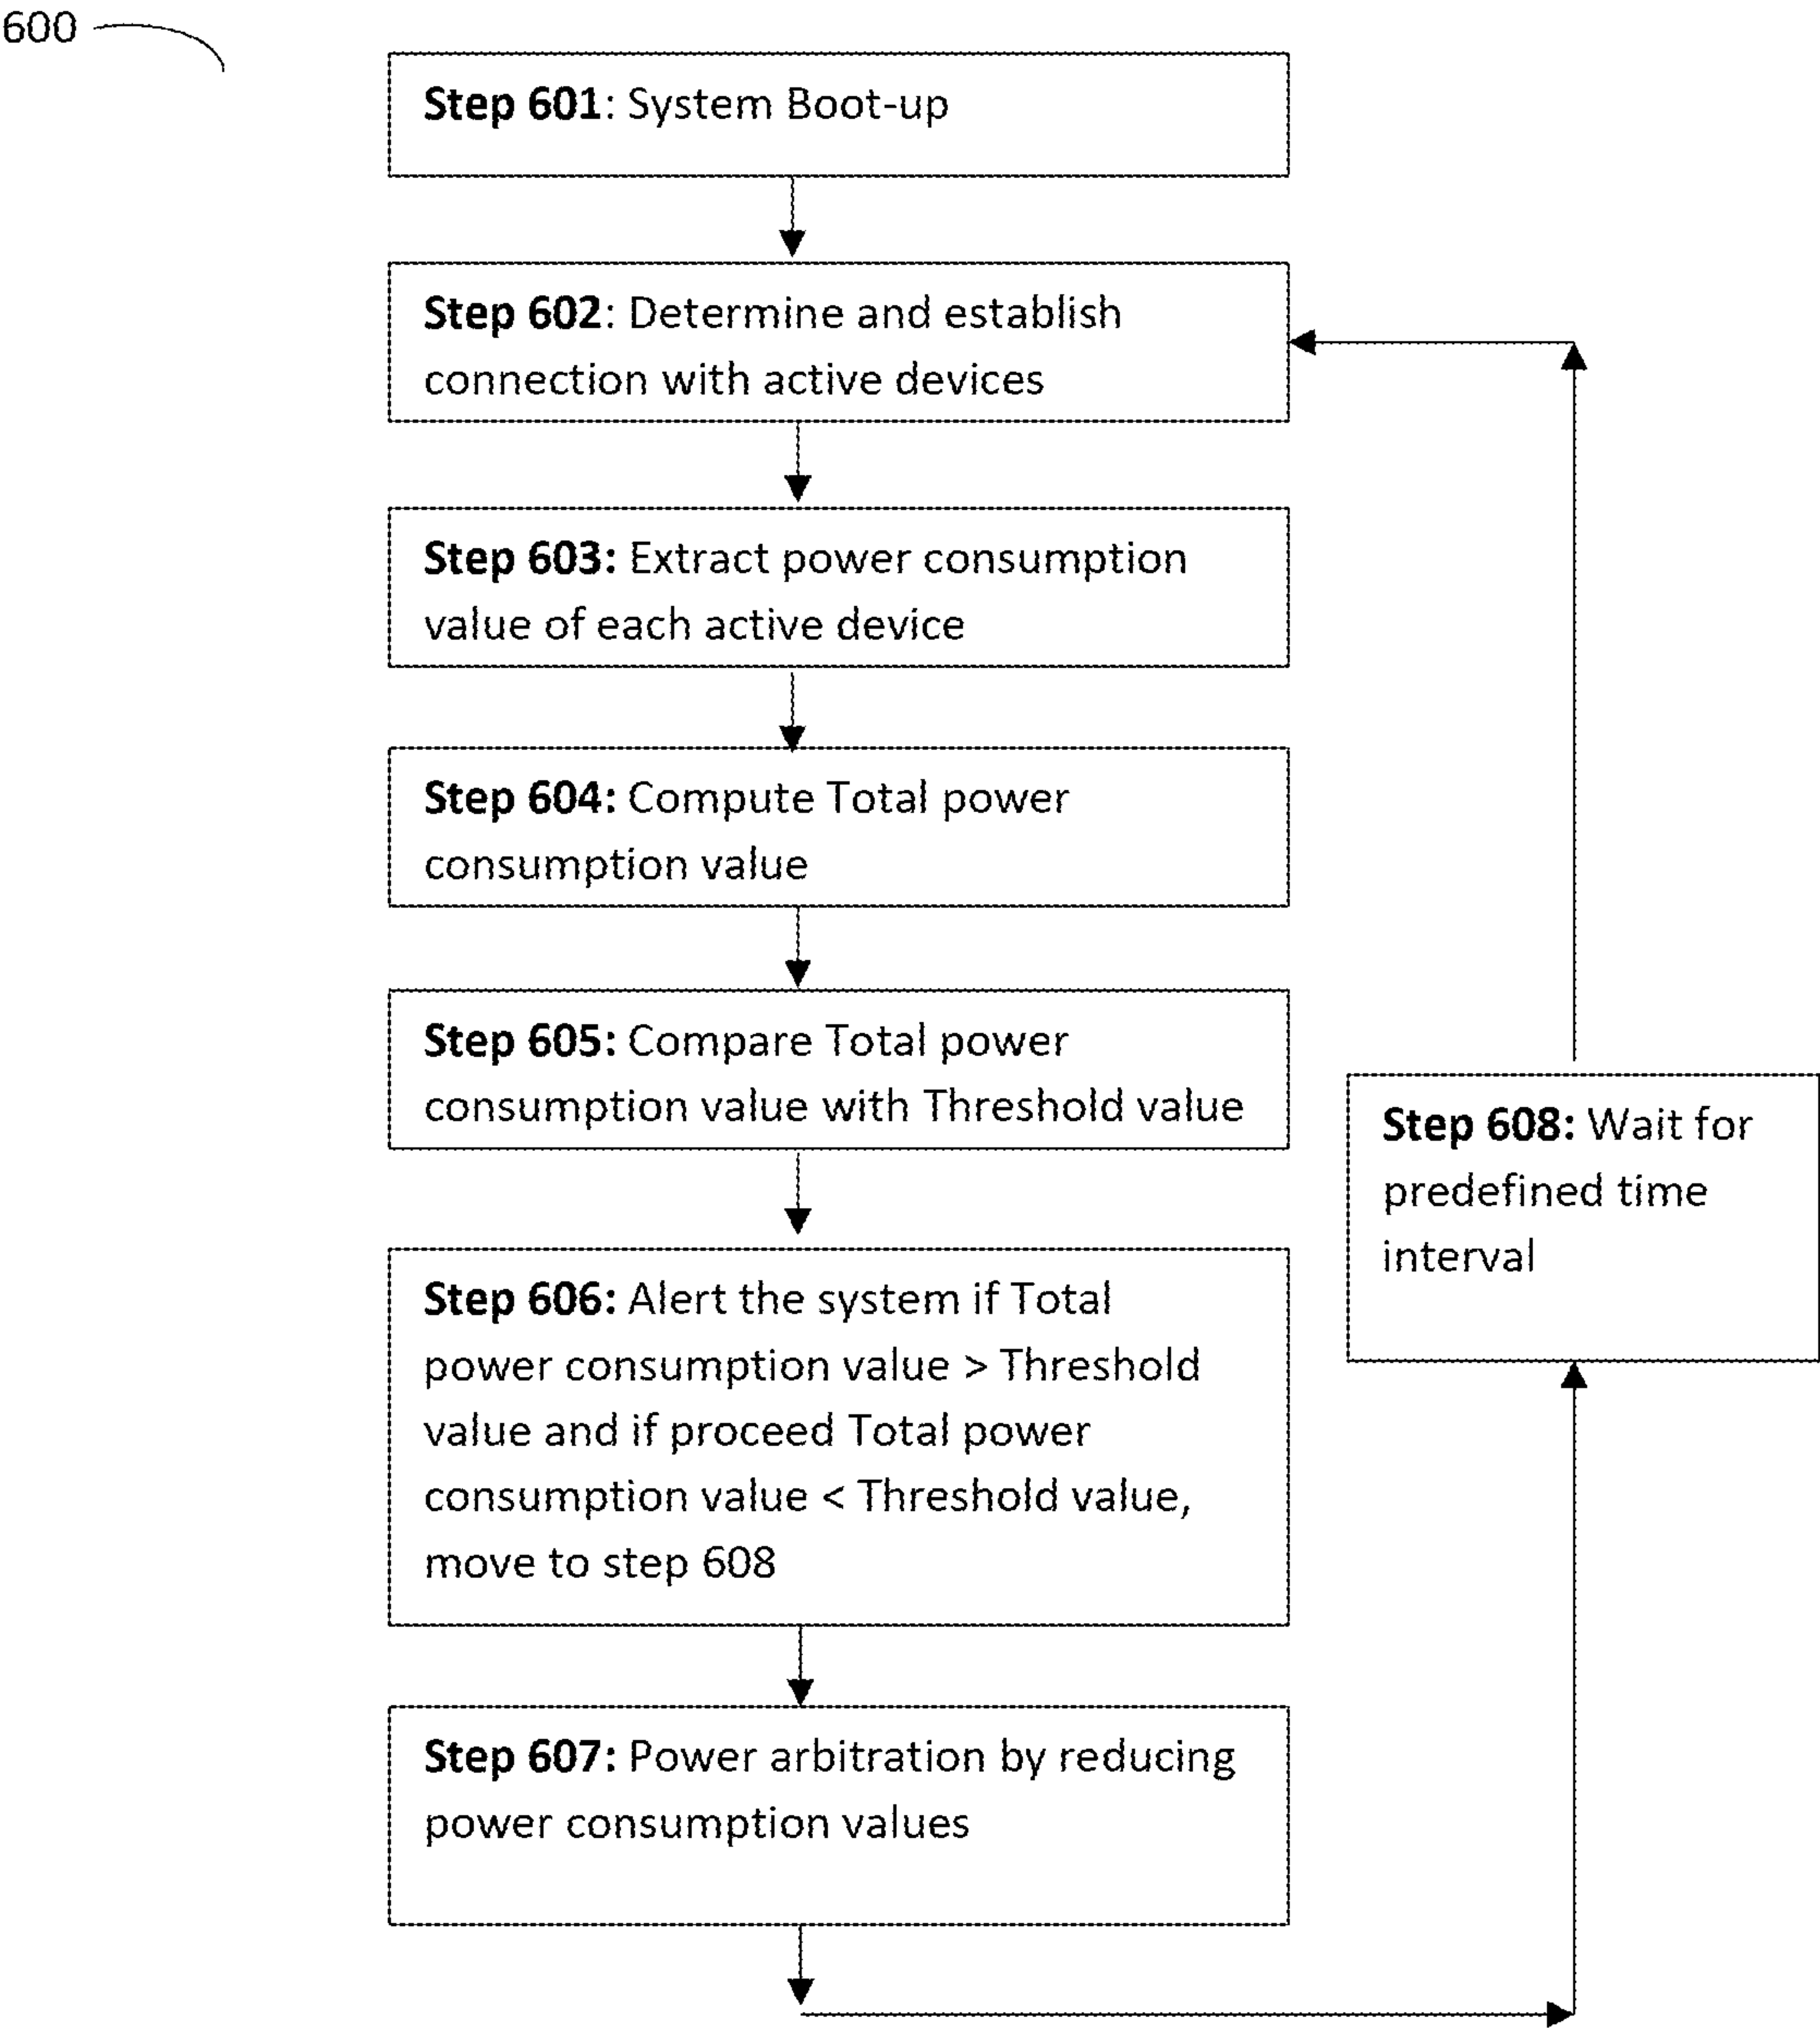 600
Step 601: System Boot-up
Step 602: Determine and establish
connection with active devices
Step 603: Extract power consumption
value of each active device
Step 604: Compute Total power
consumption value
Step 605: Compare Total power
consumption value with Threshold value
Step 606: Alert the system if Total
power consumption value > Threshold
value and if proceed Total power
consumption value < Threshold value,
move to step 608
Step 607: Power arbitration by reducing
power consumption values
Step 608: Wait for
predefined time
interval